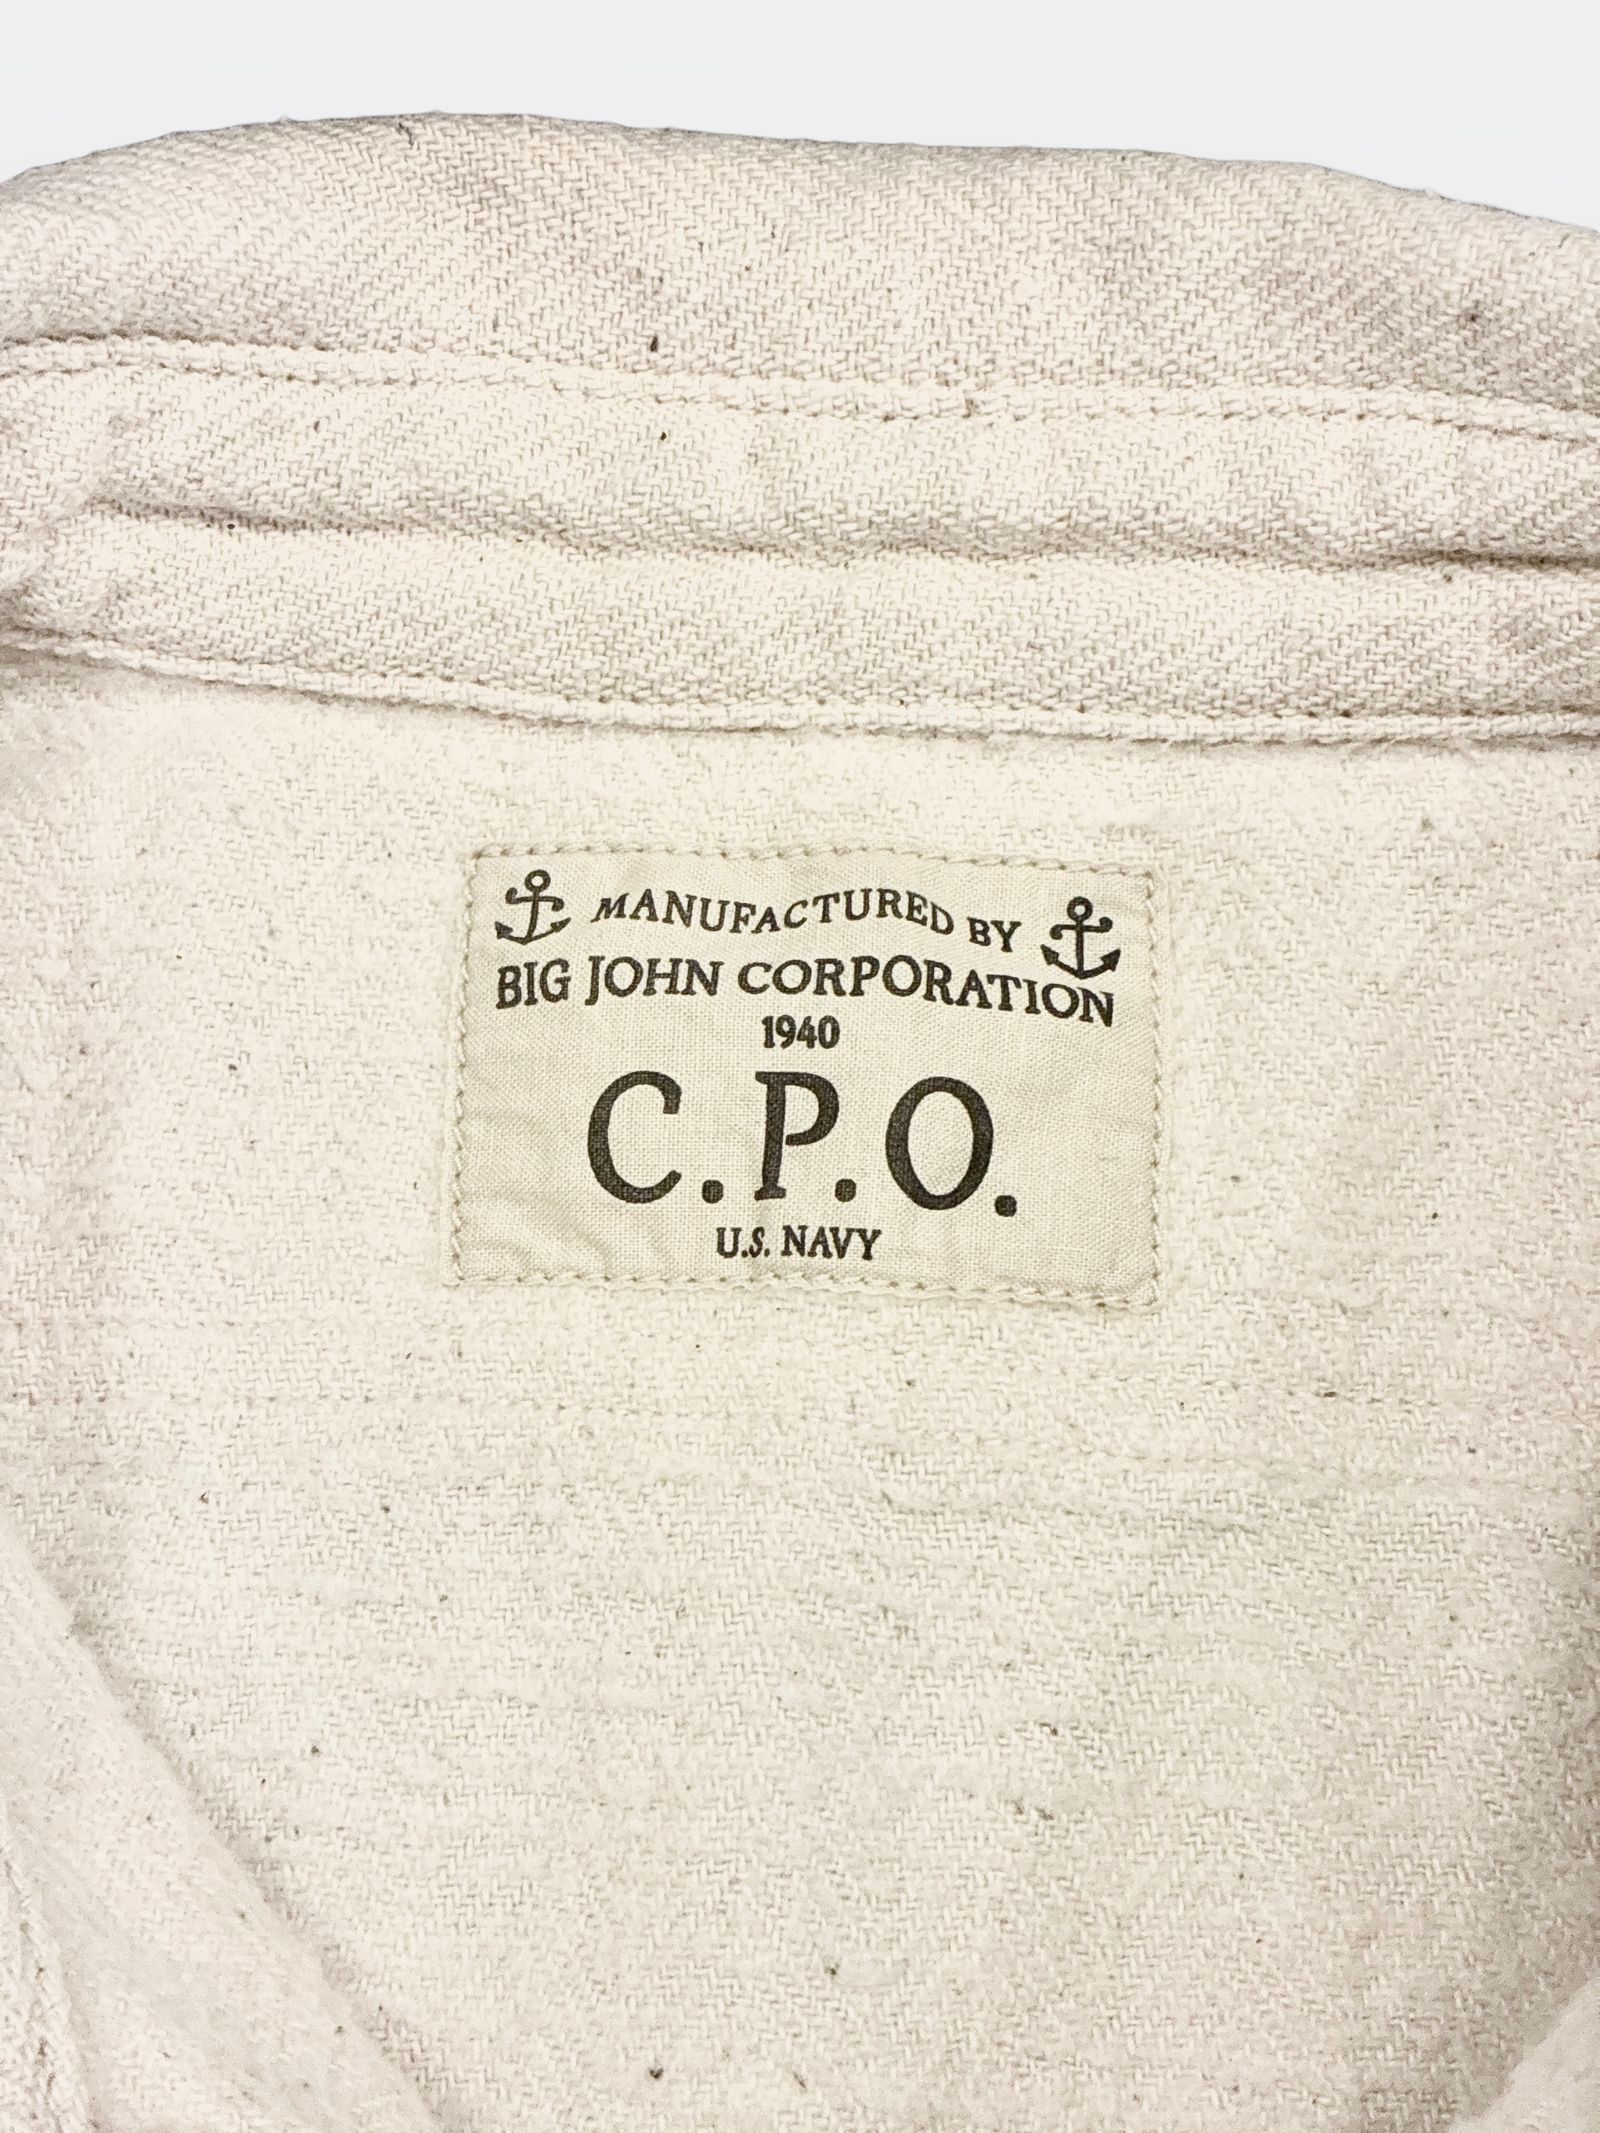 MANUFACTURED BY
BIG JOHN CORPORATION
1940
C.P.O.
U.S. NAVY